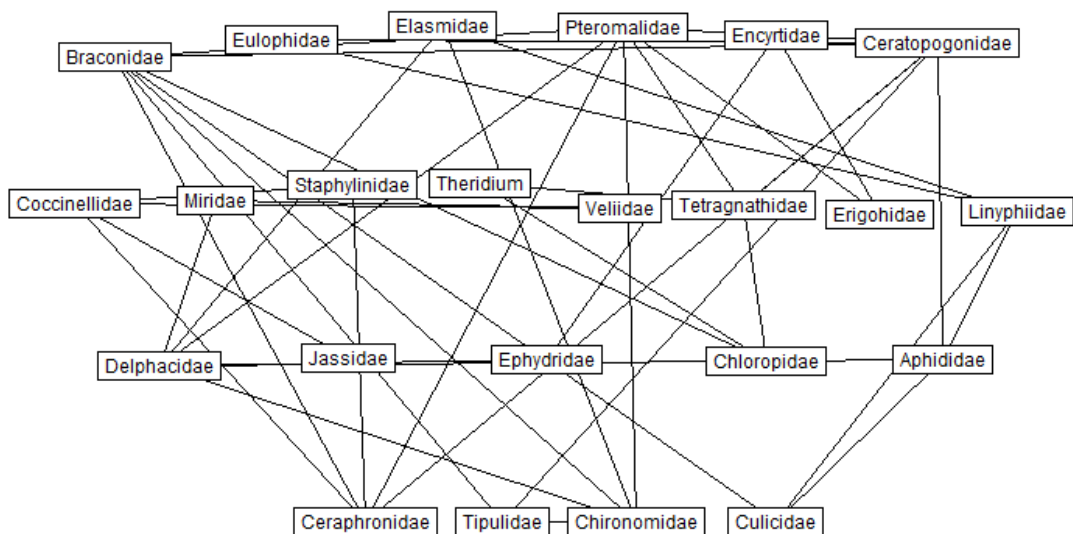 Braconidae
Eulophidae
Elasmidae
Pteromalidae
Encyrtidae
Ceratopogonidae
Coccinellidae
Miridae
Staphylinidae
Theridium
Veliidae
Tetragnathidae
Erigohidae
Linyphiidae
Delphacidae
Jassidae
Ephydridae
Chloropidae
Aphididae
Ceraphronidae
Tipulidae
Chironomidae
Culicidae